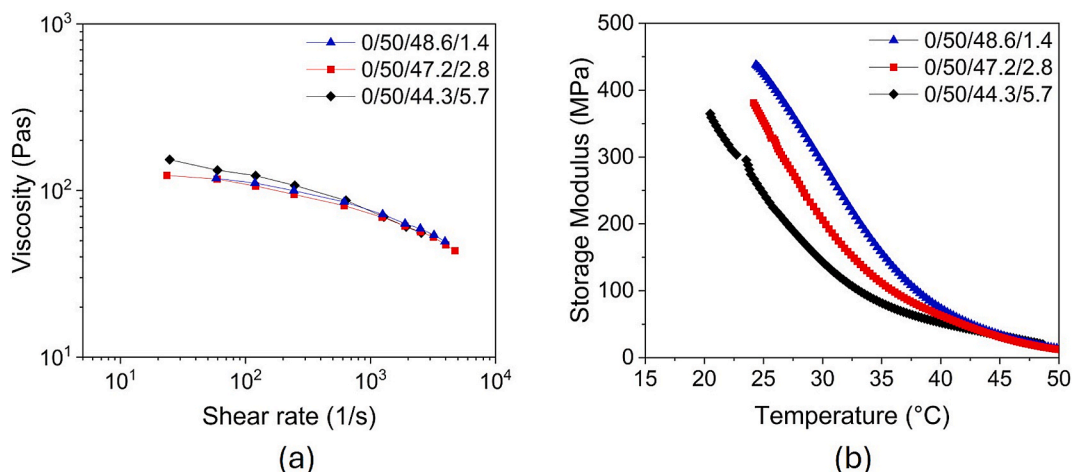 10³
10²
10¹
Viscosity (Pas)
0/50/48.6/1.4
0/50/47.2/2.8
0/50/44.3/5.7
10¹ 10² 10³ 10⁴
Shear rate (1/s)
(a)
500
450
400
300
200
100
0
Storage Modulus (MPa)
0/50/48.6/1.4
0/50/47.2/2.8
0/50/44.3/5.7
15 20 25 30 35 40 45 50
Temperature (°C)
(b)